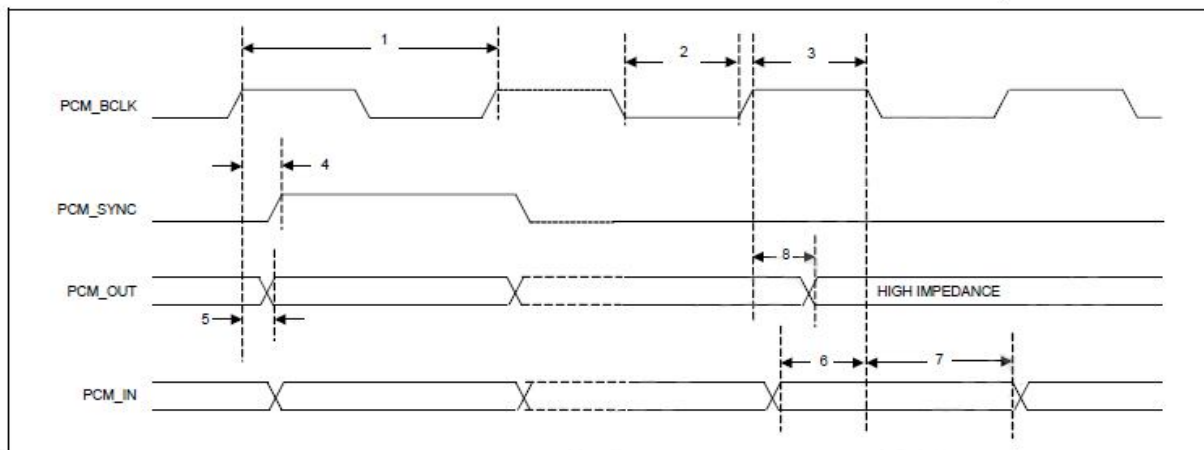 1
2
3
PCM_BCLK
4
PCM_SYNC
8
PCM_OUT
HIGH IMPEDANCE
5
6
7
PCM_IN